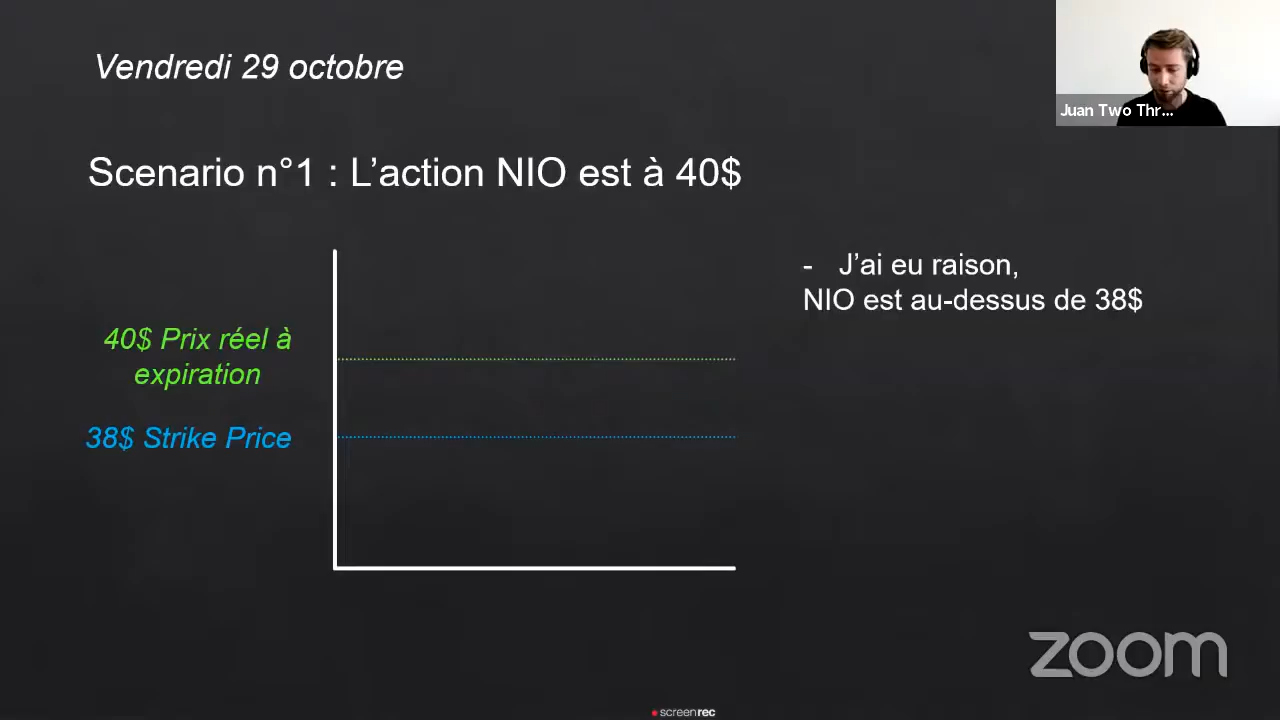 Vendredi 29 octobre
Juan Two Thr...
Scenario n°1 : L’action NIO est à 40$
- J’ai eu raison,
NIO est au-dessus de 38$
40$ Prix réel à
expiration
38$ Strike Price
zoom
screenrec